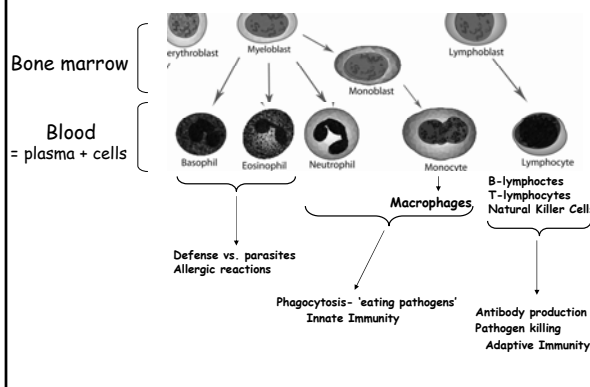 erythroblast
Myeloblast
Lymphoblast
Bone marrow
Monoblast
Blood
= plasma + cells
Basophil
Eosinophil
Neutrophil
Monocyte
Lymphocyte
Macrophages
B-lymphoctes
T-lymphocytes
Natural Killer Cell
Defense vs. parasites
Allergic reactions
Phagocytosis- 'eating pathogens'
Innate Immunity
Antibody production
Pathogen killing
Adaptive Immunity